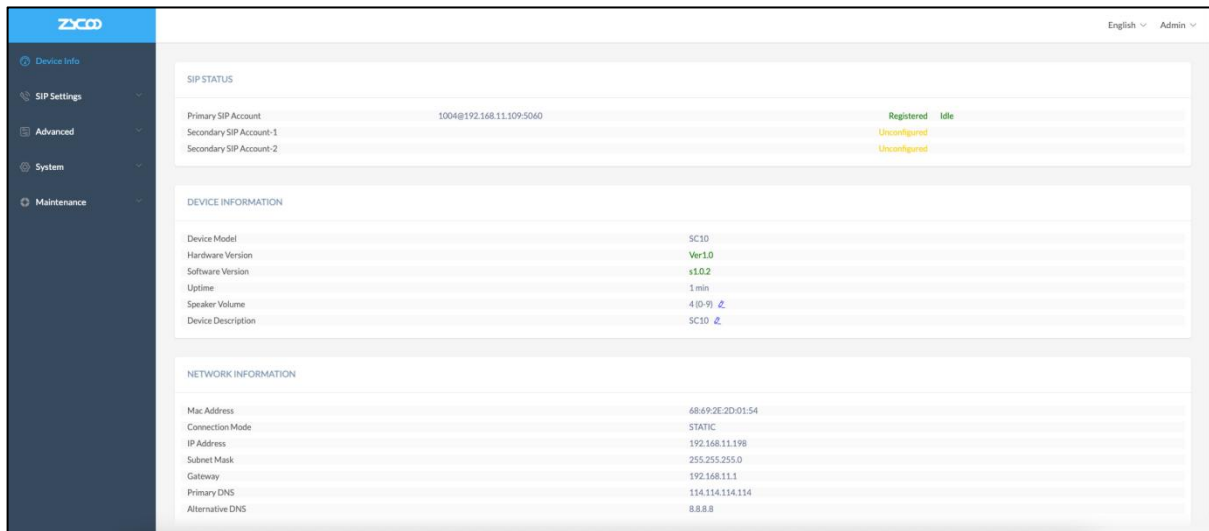 ZYCOO
English Admin
Device Info
SIP Settings
Advanced
System
Maintenance
SIP STATUS
Primary SIP Account 1004@192.168.11.109:5060 Registered Idle
Secondary SIP Account-1 Unconfigured
Secondary SIP Account-2 Unconfigured
DEVICE INFORMATION
Device Model SC10
Hardware Version Ver1.0
Software Version s1.0.2
Uptime 1 min
Speaker Volume 4 (0-9)
Device Description SC10
NETWORK INFORMATION
Mac Address 68:69:2E:2D:01:54
Connection Mode STATIC
IP Address 192.168.11.198
Subnet Mask 255.255.255.0
Gateway 192.168.11.1
Primary DNS 114.114.114.114
Alternative DNS 8.8.8.8